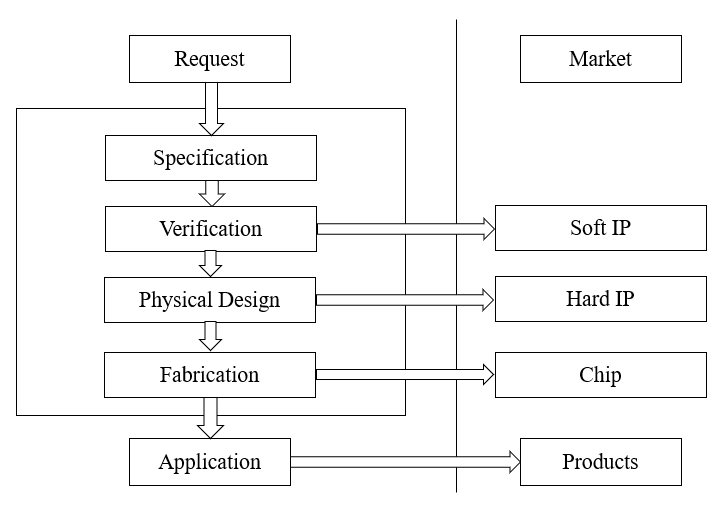 Request
Market
Specification
Verification
Soft IP
Physical Design
Hard IP
Fabrication
Chip
Application
Products